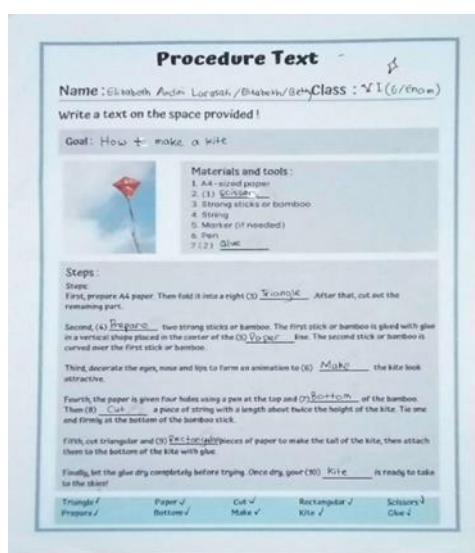 Procedure Text
Name : Elisabeth Andini Larasati/Elisabeth/Beth Class : VI (6/Enam)
Write a text on the space provided !
Goal : How to make a kite
Materials and tools :
1. A4-sized paper
2. (1) Scissors
3. Strong sticks or bamboo
4. String
5. Marker (if needed)
6. Pen
7 (2) Glue
Steps :
Steps:
First, prepare A4 paper. Then fold it into a right (3) Triangle . After that, cut out the
remaining part.
Second, (4) Prepare two strong sticks or bamboo. The first stick or bamboo is glued with glue
in a vertical shape placed in the center of the (5) Paper line. The second stick or bamboo is
curved over the first stick or bamboo.
Third, decorate the eyes, nose and lips to form an animation to (6) Make the kite look
attractive.
Fourth, the paper is given four holes using a pen at the top and (7) Bottom of the bamboo.
Then (8) Cut a piece of string with a length about twice the height of the kite. Tie one
end firmly at the bottom of the bamboo stick.
Fifth, cut triangular and (9) Rectangular pieces of paper to make the tail of the kite, then attach
them to the bottom of the kite with glue.
Finally, let the glue dry completely before trying. Once dry, your (10) Kite is ready to take
to the skies!
Triangle √ Paper √ Cut √ Rectangular √ Scissors √
Prepare √ Bottom √ Make √ Kite √ Glue √